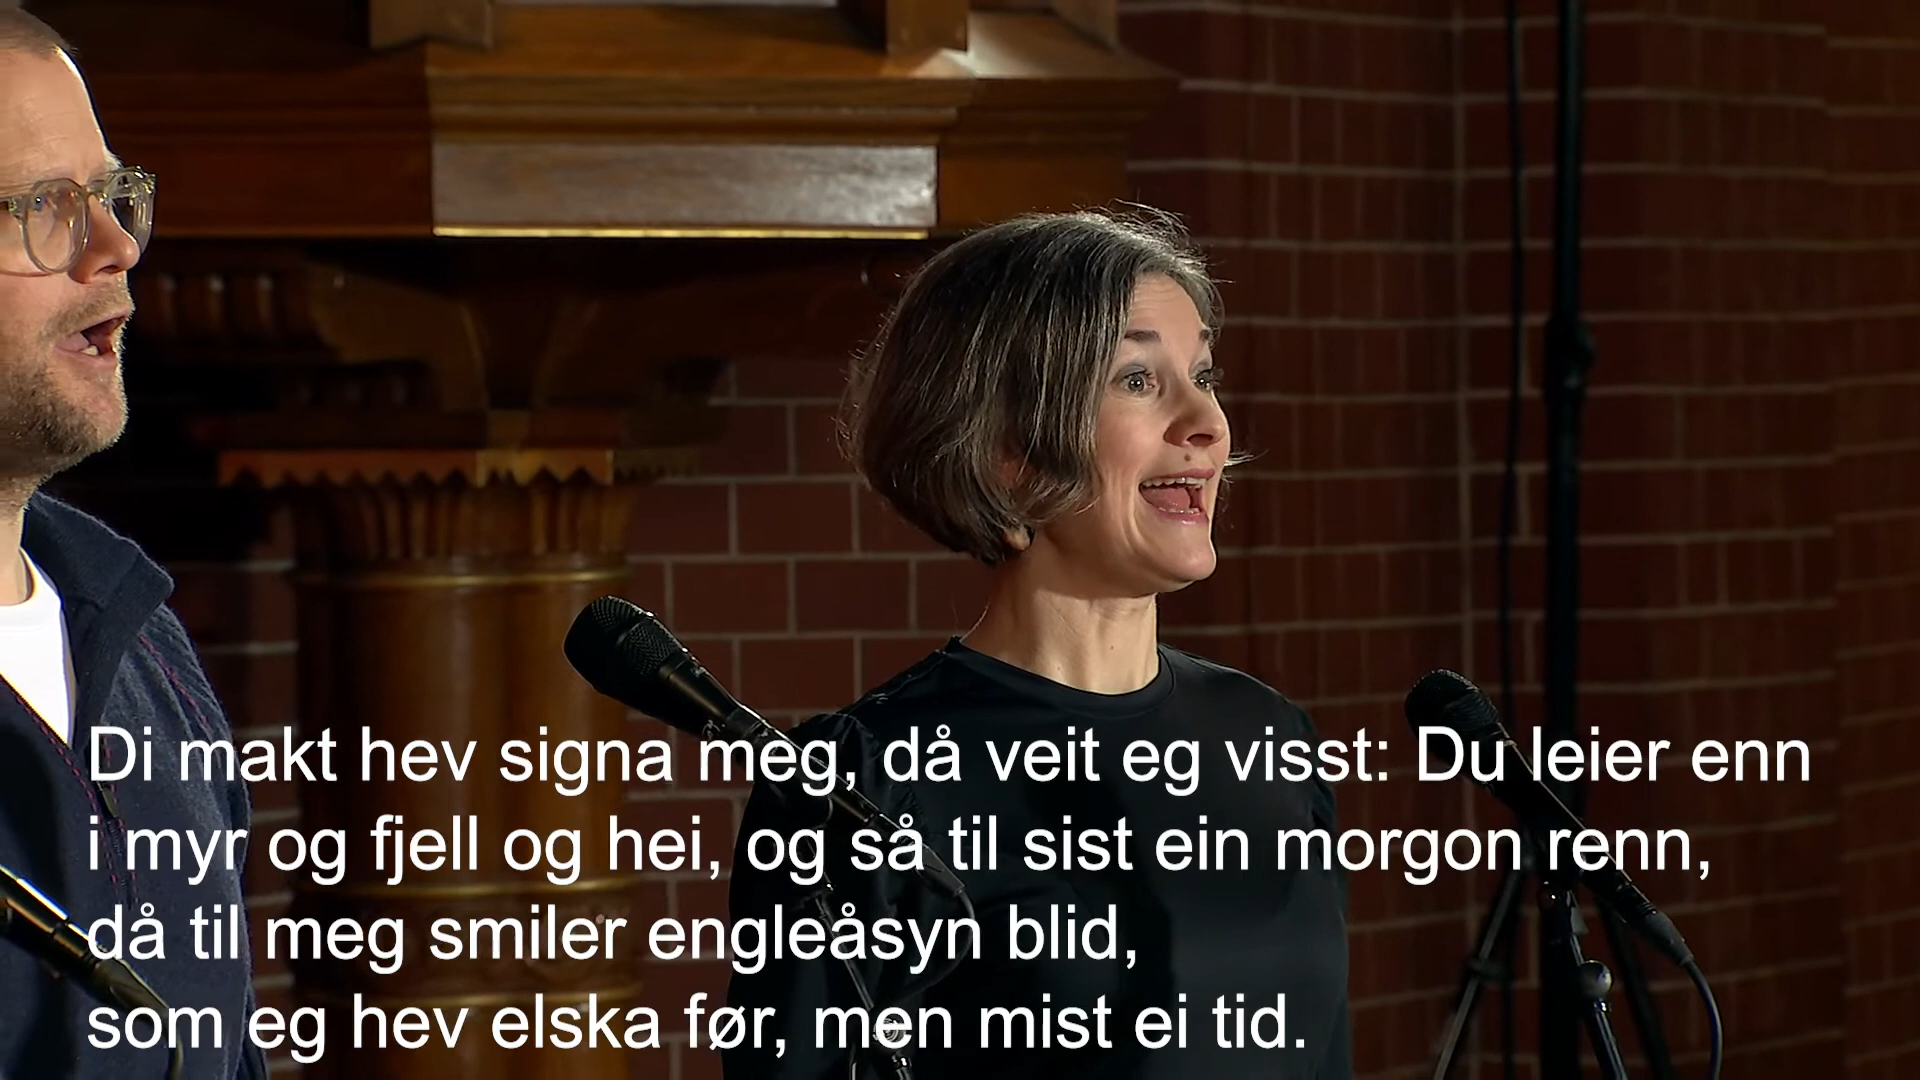 Di makt hev signa meg, då veit eg visst: Du leier enn
i myr og fjell og hei, og så til sist ein morgon renn,
då til meg smiler engleåsyn blid,
som eg hev elska før, men mist ei tid.